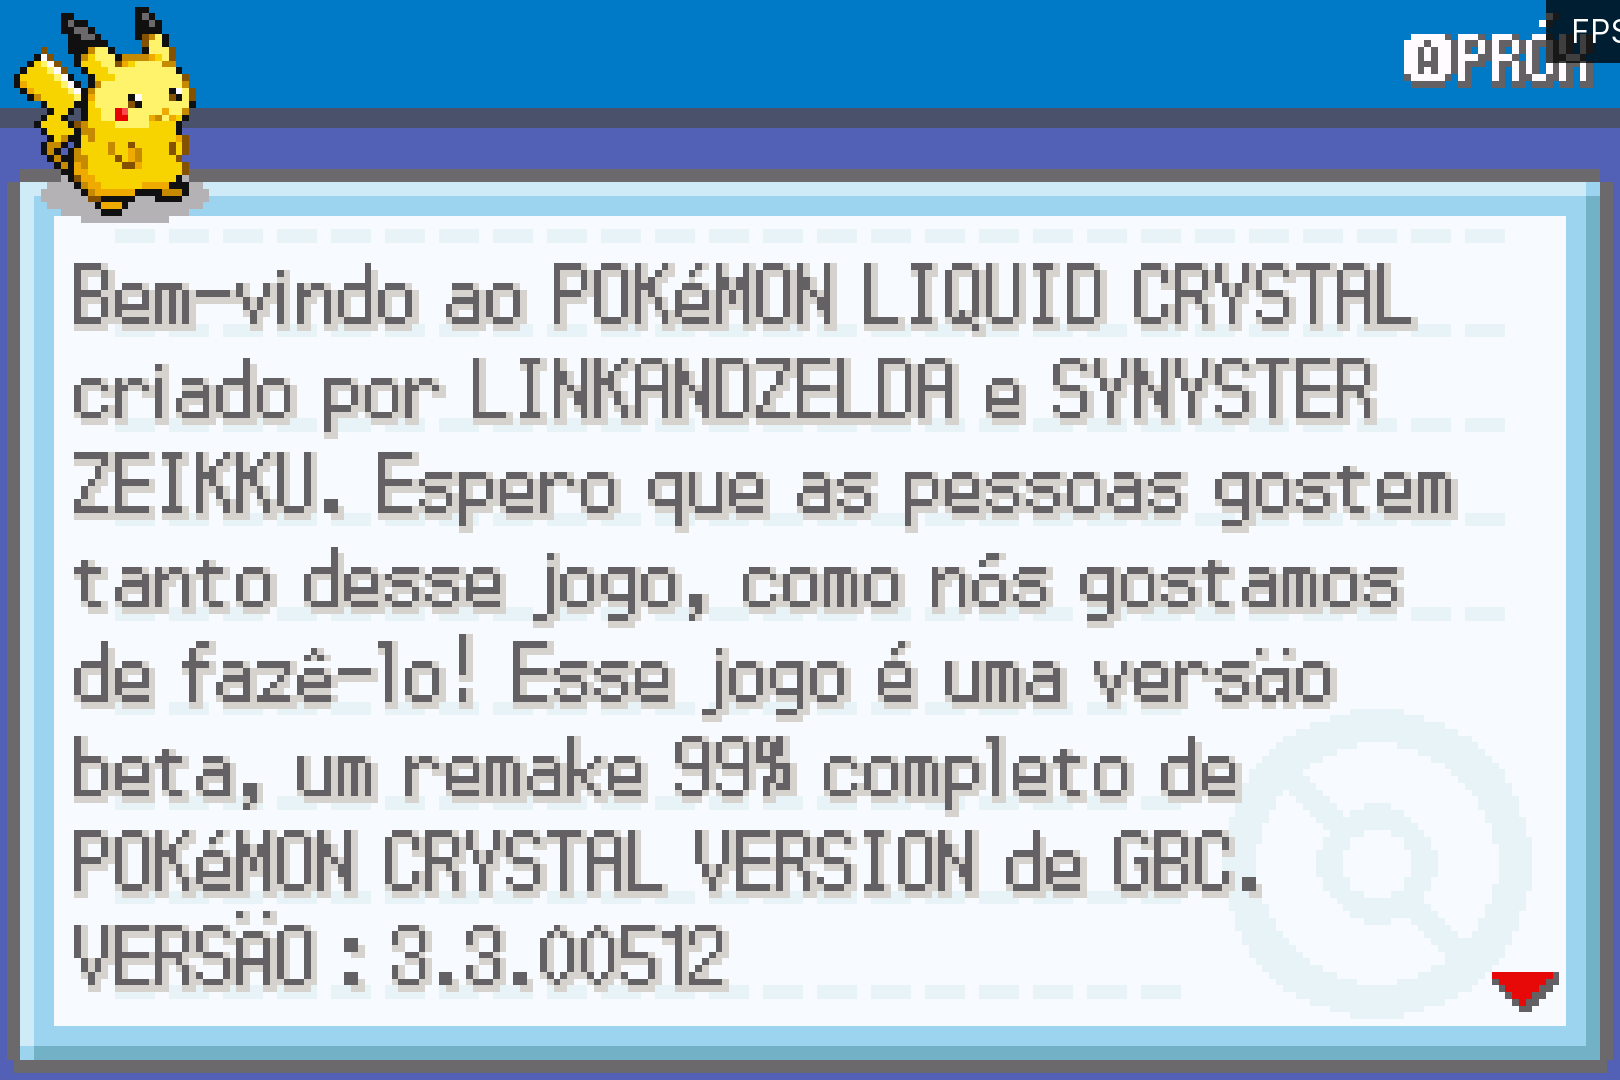 A PRÓX
FPS
Bem-vindo ao POKéMON LIQUID CRYSTAL
criado por LINKANDZELDA e SYNYSTER
ZEIKKU. Espero que as pessoas gostem
tanto desse jogo, como nós gostamos
de fazê-lo! Esse jogo é uma versäo
beta, um remake 99% completo de
POKéMON CRYSTAL VERSION de GBC.
VERSÄO : 3.3.00512